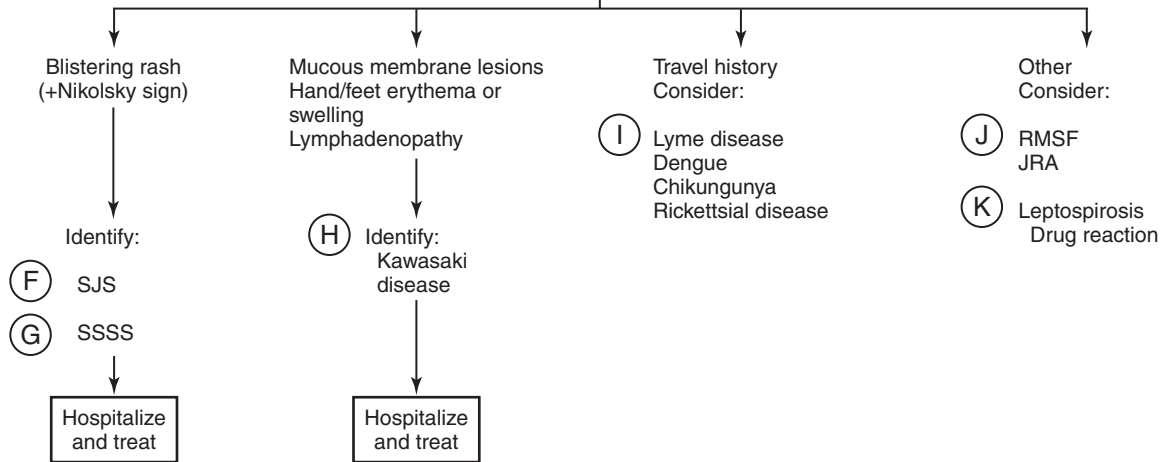 Blistering rash
(+Nikolsky sign)
Identify:
F
SJS
G
SSSS
Hospitalize
and treat
Mucous membrane lesions
Hand/feet erythema or
swelling
Lymphadenopathy
H
Identify:
Kawasaki
disease
Hospitalize
and treat
Travel history
Consider:
I
Lyme disease
Dengue
Chikungunya
Rickettsial disease
Other
Consider:
J
RMSF
JRA
K
Leptospirosis
Drug reaction